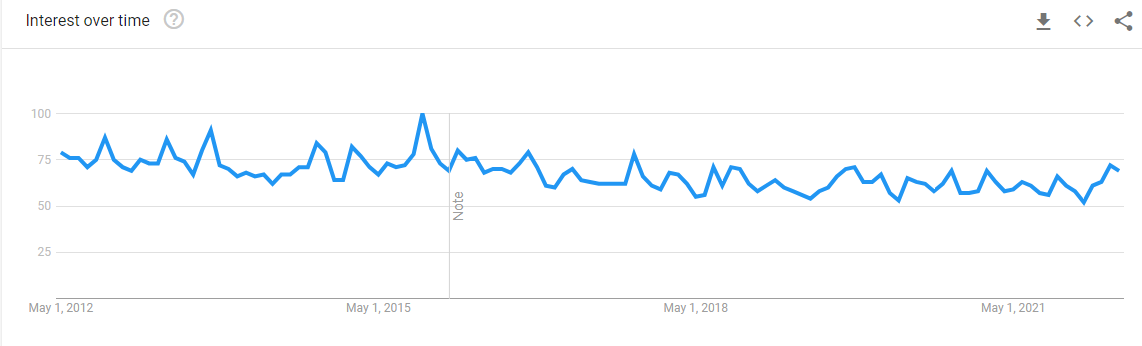 Interest over time ?
100
75
50
25
Note
May 1, 2012 May 1, 2015 May 1, 2018 May 1, 2021